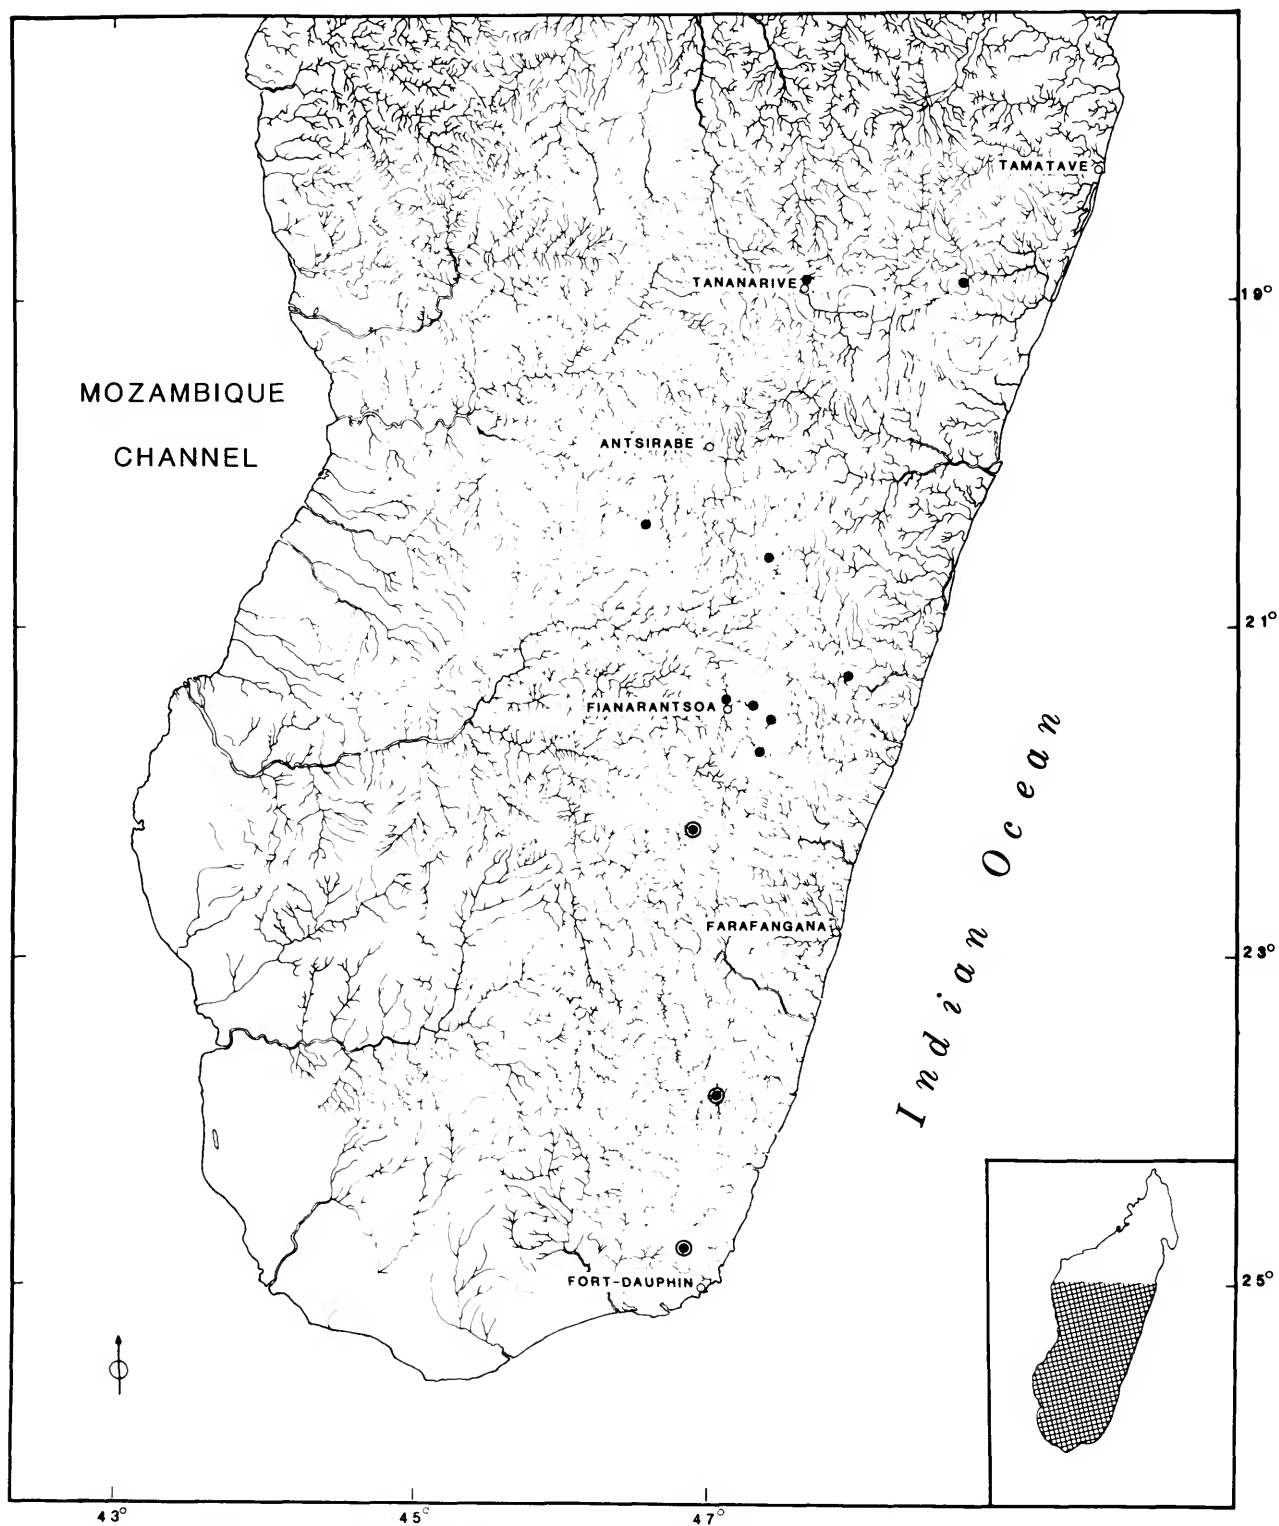 TAMATAVE
TANANARIVE
19°
MOZAMBIQUE
CHANNEL
ANTSIRABE
21°
FIANARANTSOA
Indian Ocean
FARAFANGANA
23°
FORT-DAUPHIN
25°
43°
45°
47°